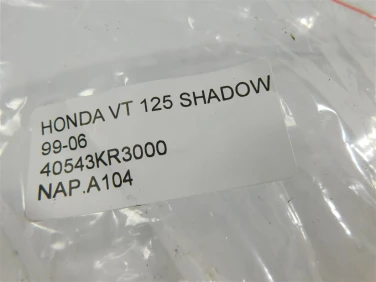 HONDA VT 125 SHADOW
99-06
40543KR3000
NAP.A104